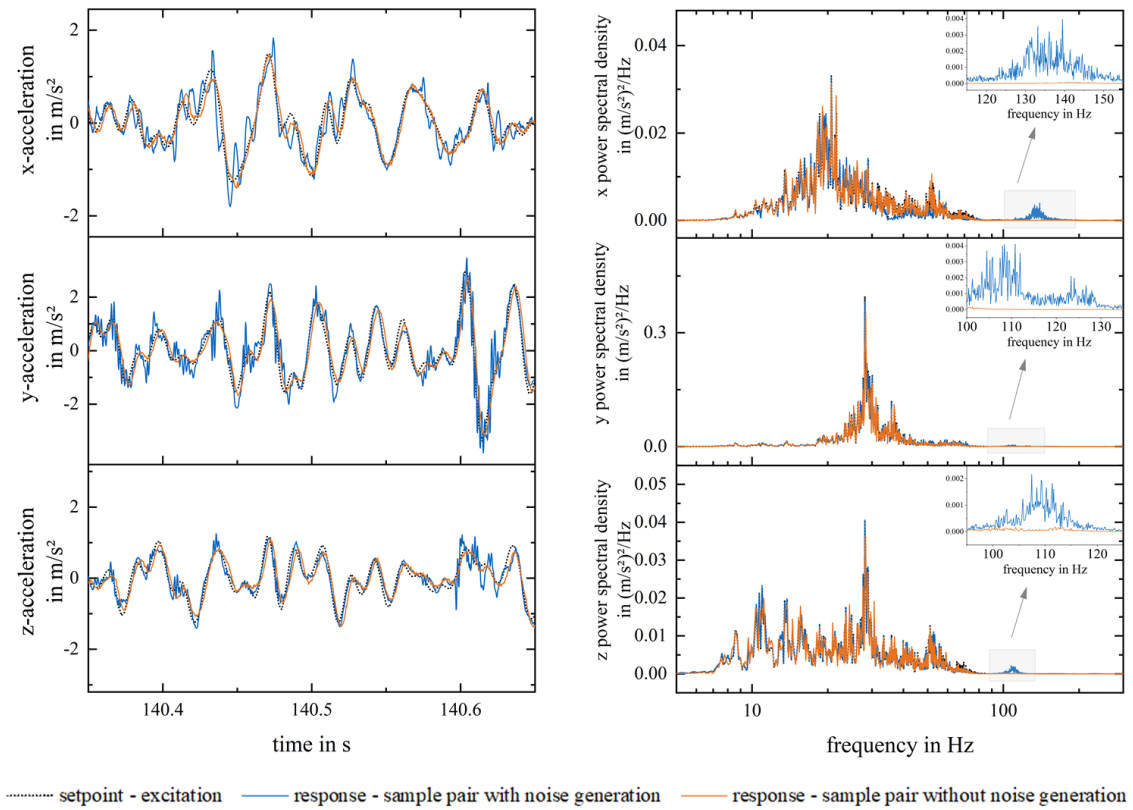 x-acceleration
in m/s²
2
0
-2
y-acceleration
in m/s²
2
0
-2
z-acceleration
in m/s²
2
0
-2
140.4
140.5
140.6
time in s
x power spectral density
in (m/s²)²/Hz
0.04
0.02
0.00
0.004
0.003
0.002
0.001
0.000
120
130
140
150
frequency in Hz
y power spectral density
in (m/s²)²/Hz
0.3
0.0
0.004
0.003
0.002
0.001
0.000
100
110
120
130
frequency in Hz
z power spectral density
in (m/s²)²/Hz
0.05
0.04
0.03
0.02
0.01
0.00
0.002
0.001
0.000
100
110
120
frequency in Hz
10
100
frequency in Hz
setpoint - excitation
response - sample pair with noise generation
response - sample pair without noise generation